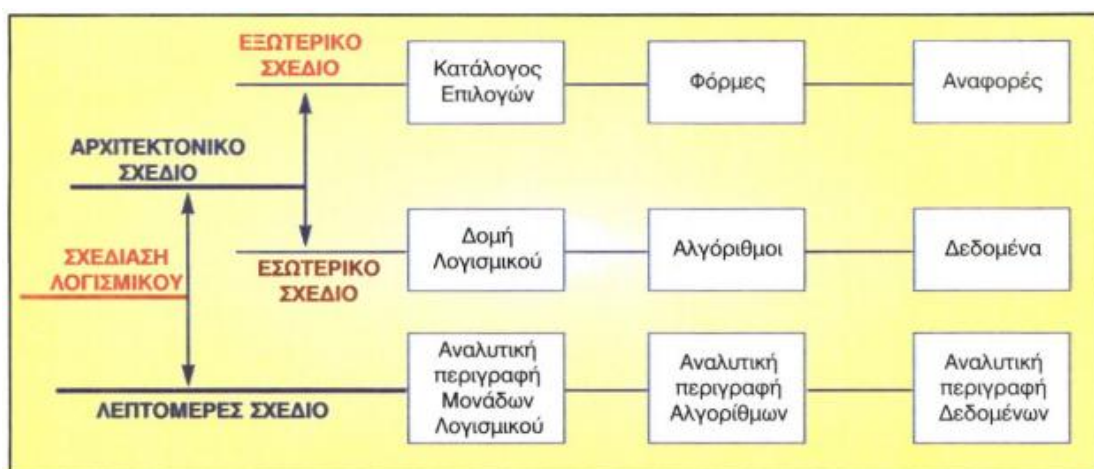 ΕΞΩΤΕΡΙΚΟ
ΣΧΕΔΙΟ
Κατάλογος
Επιλογών
Φόρμες
Αναφορές
ΑΡΧΙΤΕΚΤΟΝΙΚΟ
ΣΧΕΔΙΟ
ΣΧΕΔΙΑΣΗ
ΛΟΓΙΣΜΙΚΟΥ
ΕΣΩΤΕΡΙΚΟ
ΣΧΕΔΙΟ
Δομή
Λογισμικού
Αλγόριθμοι
Δεδομένα
ΛΕΠΤΟΜΕΡΕΣ ΣΧΕΔΙΟ
Αναλυτική
περιγραφή
Μονάδων
Λογισμικού
Αναλυτική
περιγραφή
Αλγορίθμων
Αναλυτική
περιγραφή
Δεδομένων